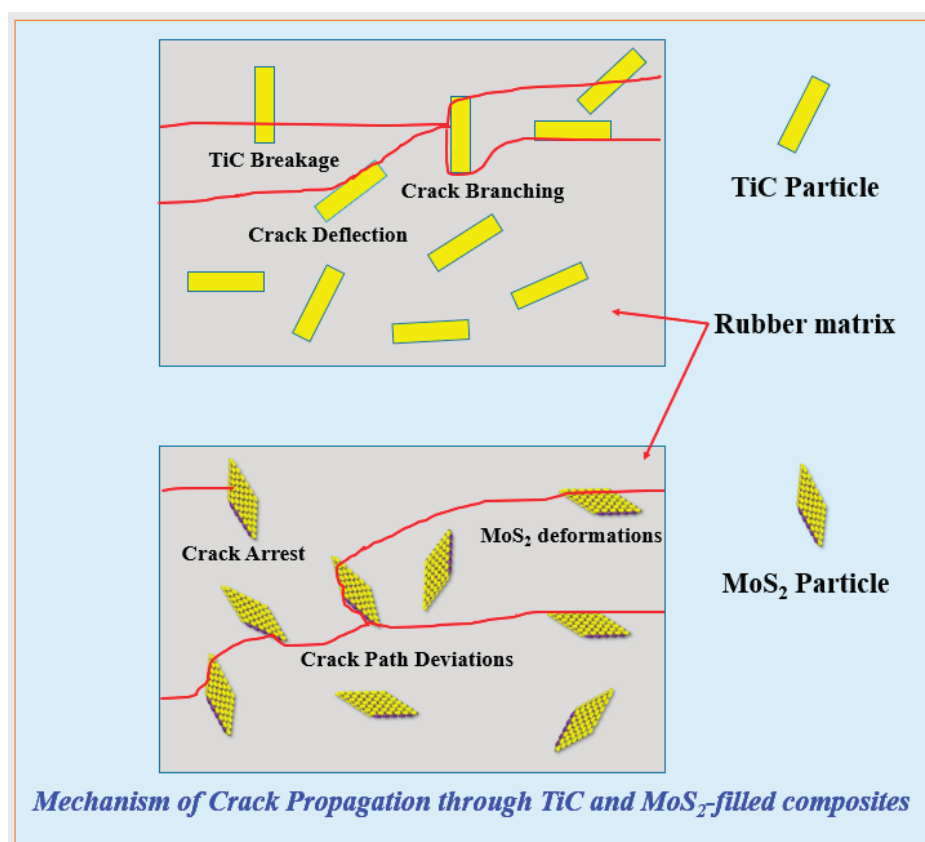 TiC Breakage
Crack Branching
Crack Deflection
TiC Particle
Rubber matrix
Crack Arrest
MoS₂ deformations
Crack Path Deviations
MoS₂ Particle
Mechanism of Crack Propagation through TiC and MoS₂-filled composites